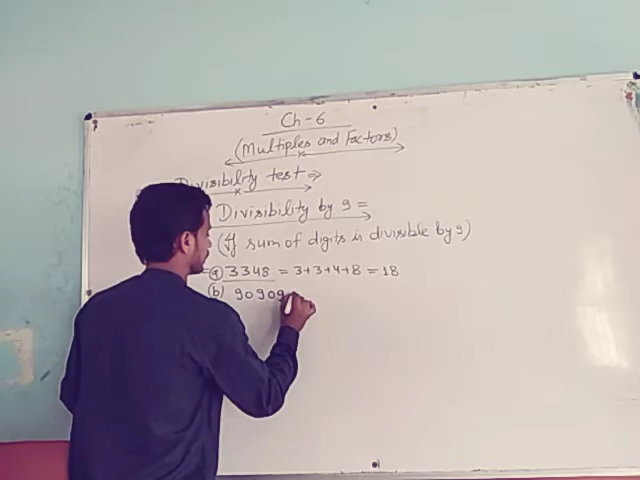 Ch-6
(Multiples and Factors)
Divisibility test ⇒
Divisibility by 9 =
(If sum of digits is divisible by 9)
(a) 3348 = 3+3+4+8 = 18
(b) 90909